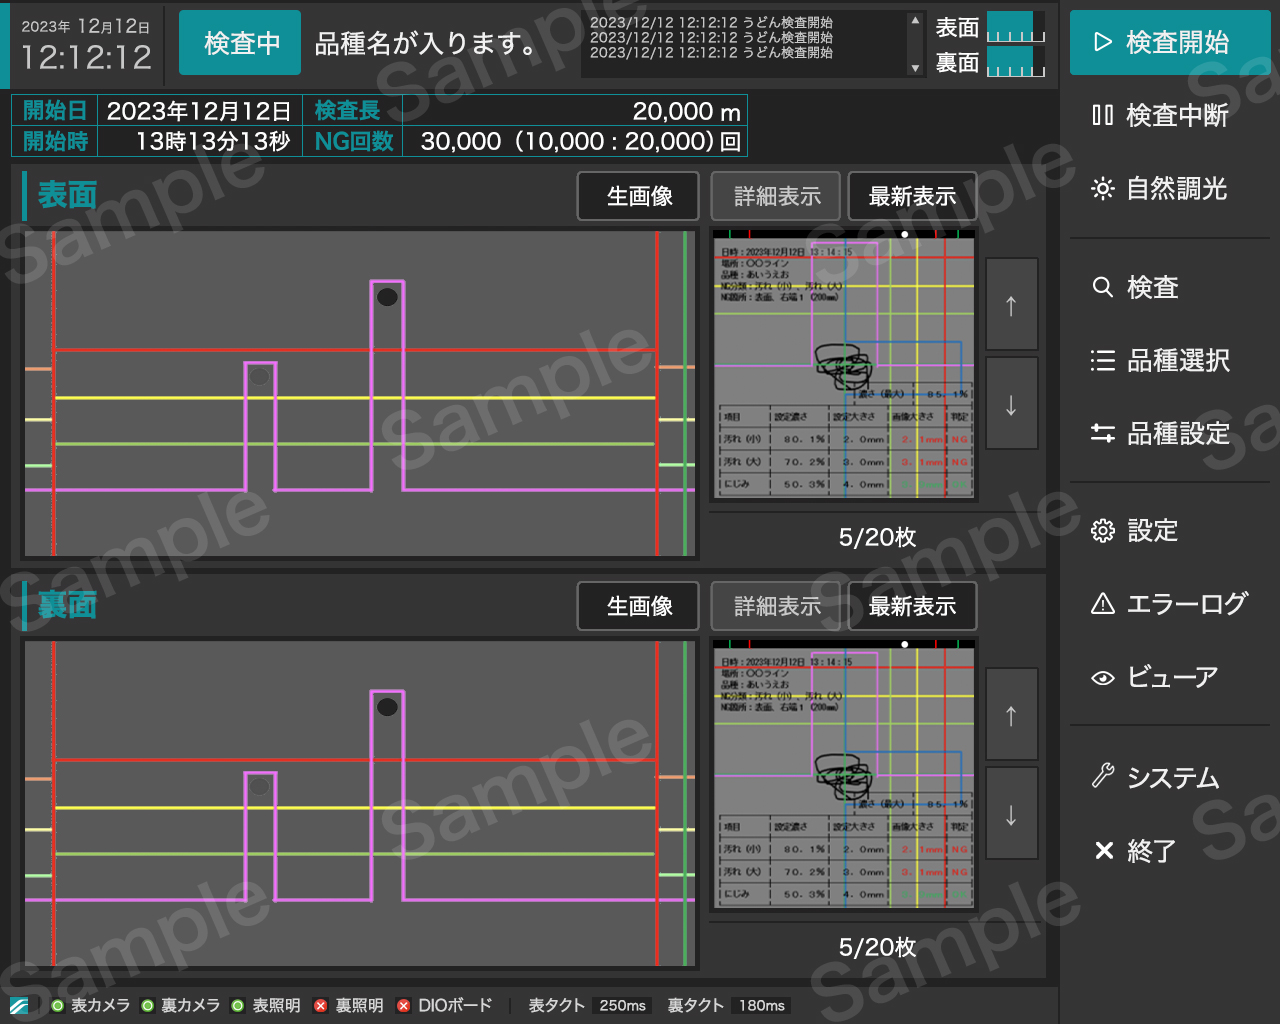 2023年 12月12日
12:12:12
検査中
品種名が入ります。
2023/12/12 12:12:12 うどん検査開始
2023/12/12 12:12:12 うどん検査開始
2023/12/12 12:12:12 うどん検査開始
表面
裏面
開始日 2023年12月12日 検査長 20,000 m
開始時 13時13分13秒 NG回数 30,000（10,000 : 20,000）回
表面
生画像 詳細表示 最新表示
日時：2023年12月12日 13：14：15
場所：〇〇ライン
品種：あいうえお
NG分類：汚れ（小）、汚れ（大）
NG箇所：表面、右端１（200mm）
濃さ（最大） 85.1%
項目 設定濃さ 設定大きさ 画像大きさ 判定
汚れ（小） 80.1% 2.0mm 2.1mm NG
汚れ（大） 70.2% 3.0mm 3.1mm NG
にじみ 50.3% 4.0mm
5/20枚
裏面
生画像 詳細表示 最新表示
日時：2023年12月12日 13：14：15
場所：〇〇ライン
品種：あいうえお
NG分類：汚れ（小）、汚れ（大）
NG箇所：表面、右端１（200mm）
濃さ（最大） 85.1%
項目 設定濃さ 設定大きさ 画像大きさ 判定
汚れ（小） 80.1% 2.0mm 2.1mm NG
汚れ（大） 70.2% 3.0mm 3.1mm NG
にじみ 50.3% 4.0mm
5/20枚
表カメラ 裏カメラ 表照明 裏照明 DIOボード 表タクト 250ms 裏タクト 180ms
検査開始
検査中断
自然調光
検査
品種選択
品種設定
設定
エラーログ
ビューア
システム
終了
Sample
Sample
Sample
Sample
Sample
Sample
Sample
Sample
Sample
Sample
Sa
Sa
Sa